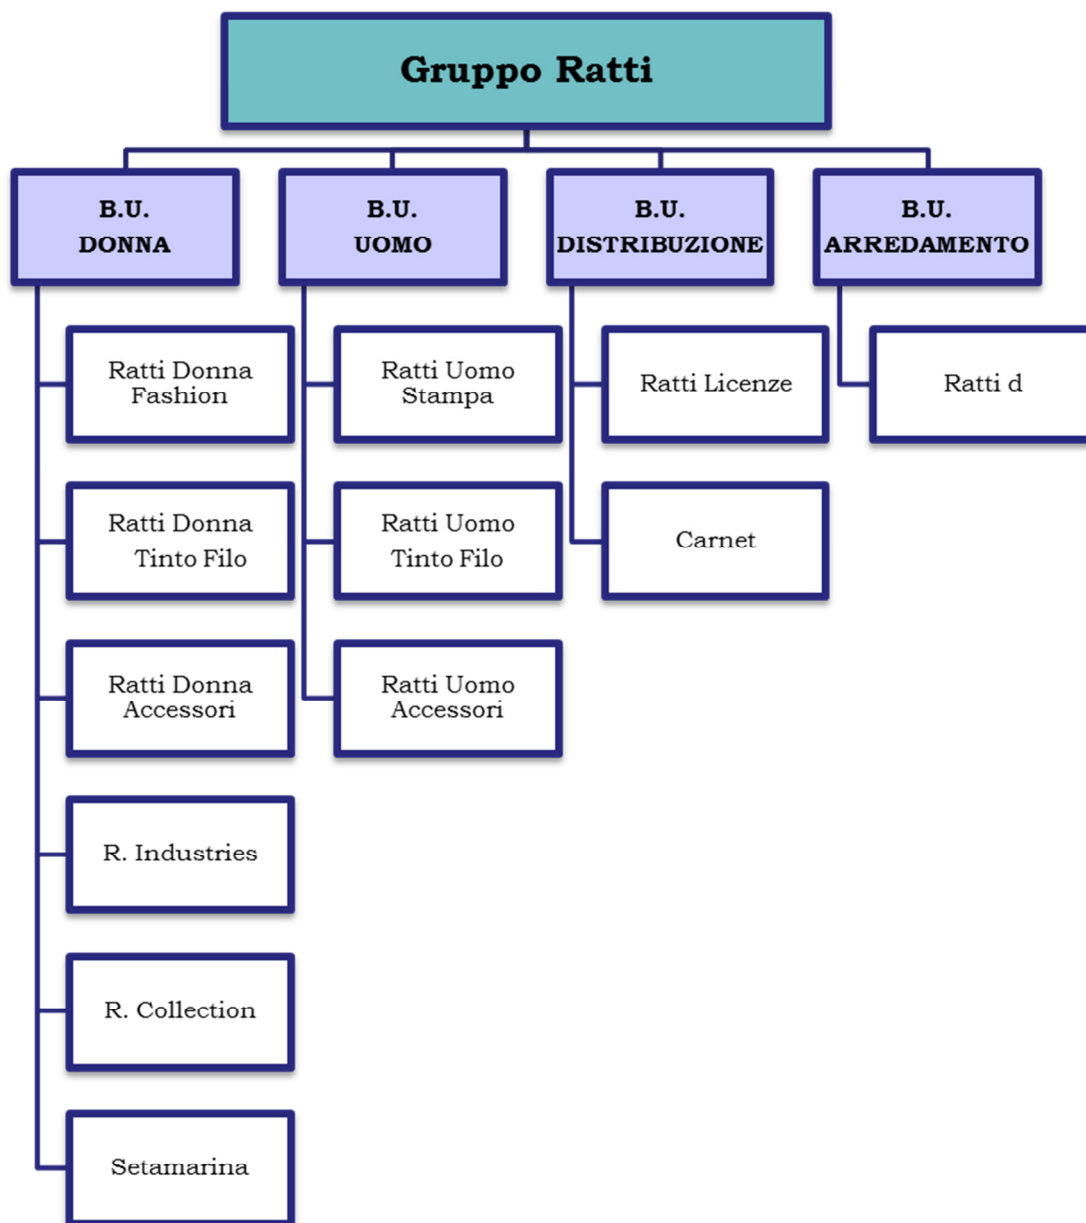 Gruppo Ratti
B.U.
DONNA
Ratti Donna
Fashion
Ratti Donna
Tinto Filo
Ratti Donna
Accessori
R. Industries
R. Collection
Setamarina
B.U.
UOMO
Ratti Uomo
Stampa
Ratti Uomo
Tinto Filo
Ratti Uomo
Accessori
B.U.
DISTRIBUZIONE
Ratti Licenze
Carnet
B.U.
ARREDAMENTO
Ratti d